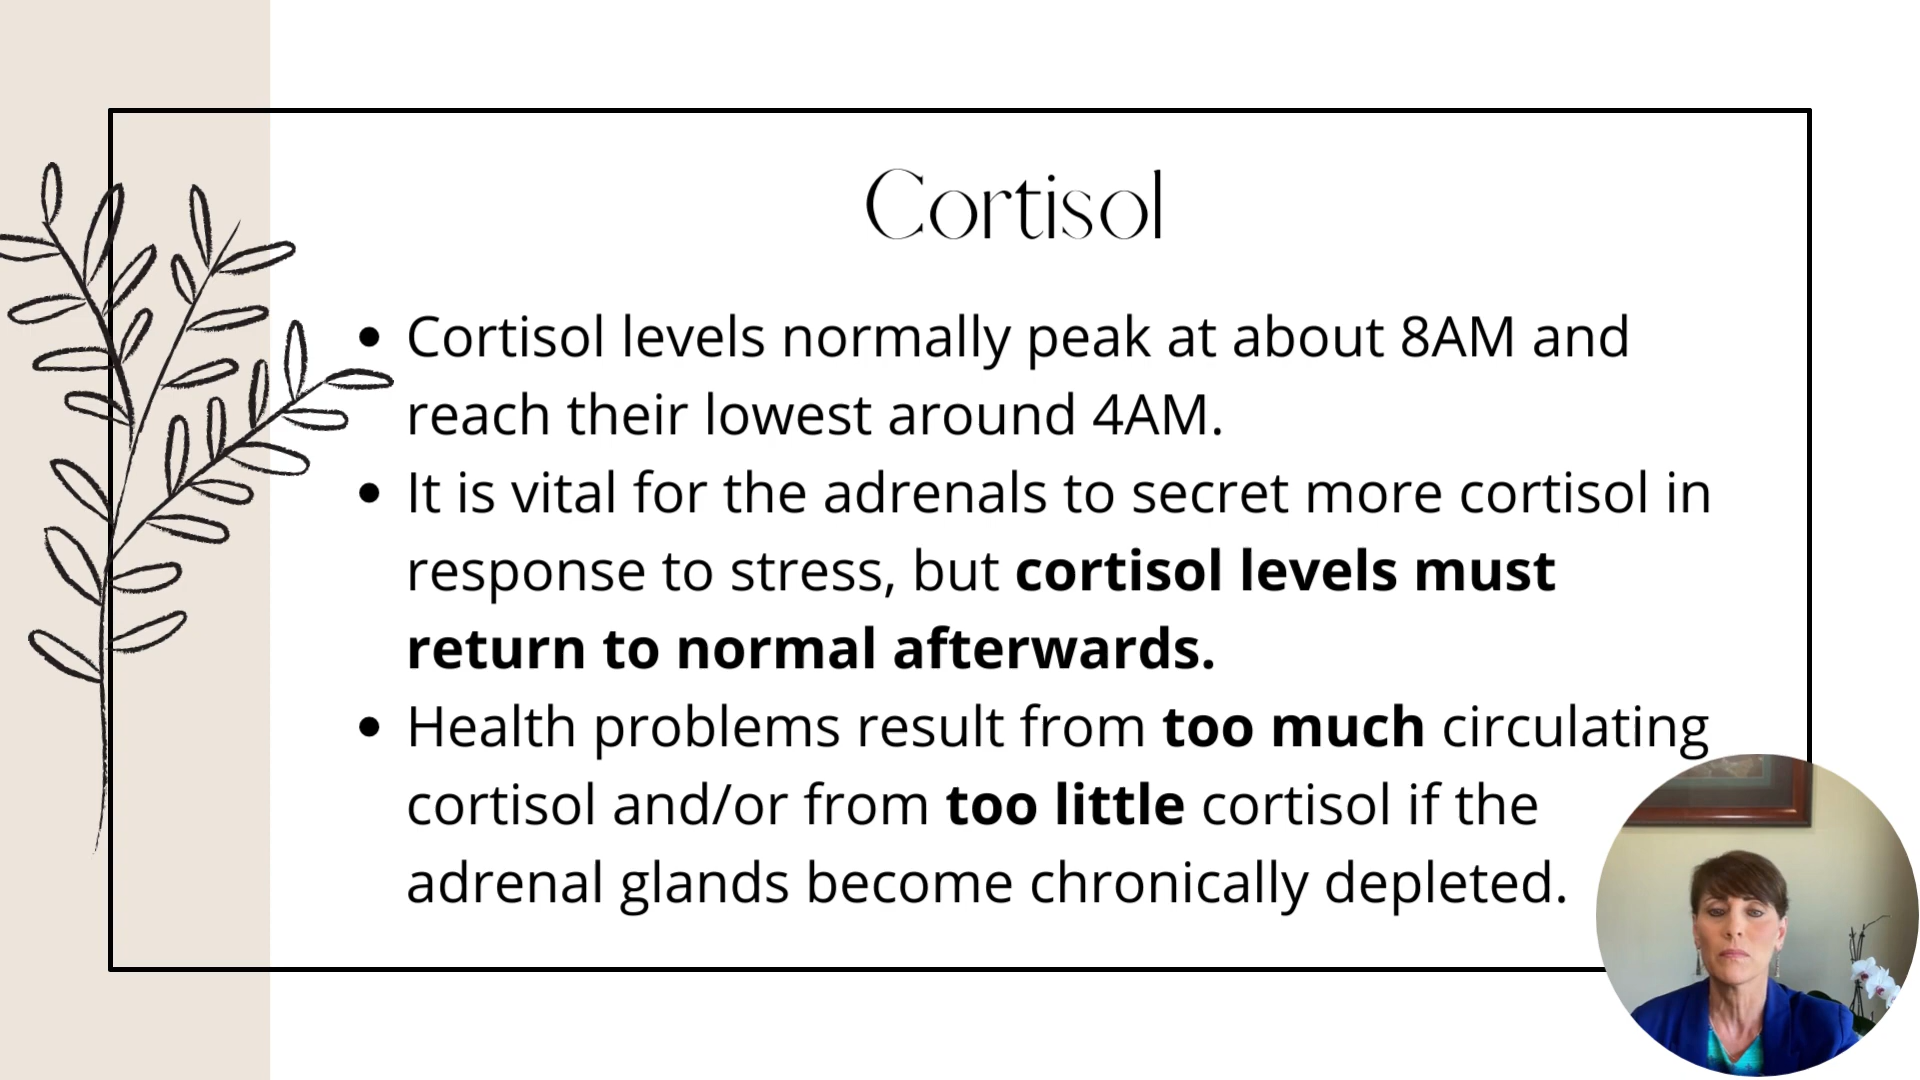 Cortisol
• Cortisol levels normally peak at about 8AM and
reach their lowest around 4AM.
• It is vital for the adrenals to secret more cortisol in
response to stress, but cortisol levels must
return to normal afterwards.
• Health problems result from too much circulating
cortisol and/or from too little cortisol if the
adrenal glands become chronically depleted.